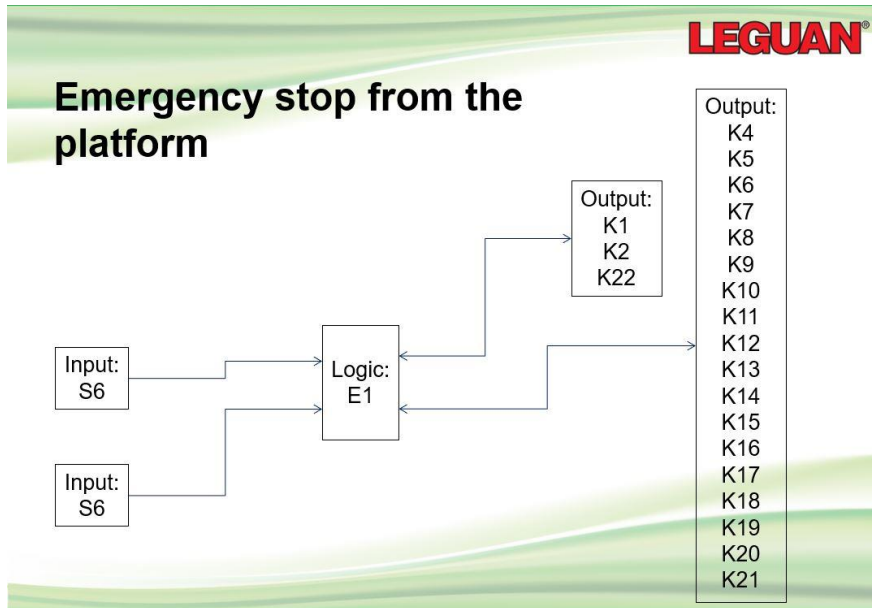 LEGUAN®
Emergency stop from the
platform
Input:
S6
Input:
S6
Logic:
E1
Output:
K1
K2
K22
Output:
K4
K5
K6
K7
K8
K9
K10
K11
K12
K13
K14
K15
K16
K17
K18
K19
K20
K21